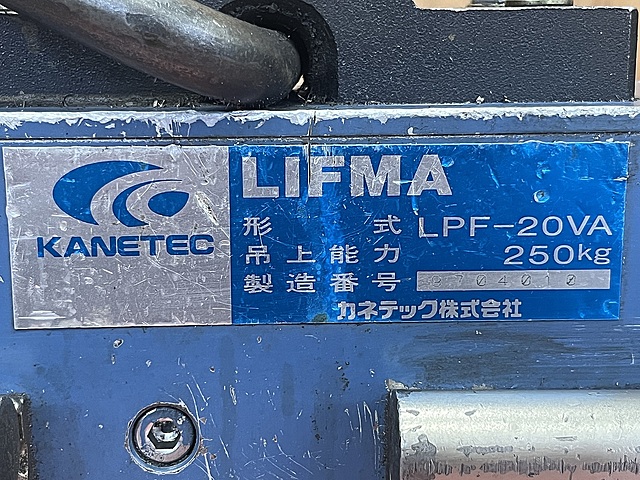 KANETEC
LIFMA
形式 LPF-20VA
吊上能力 250kg
製造番号
カネテック株式会社